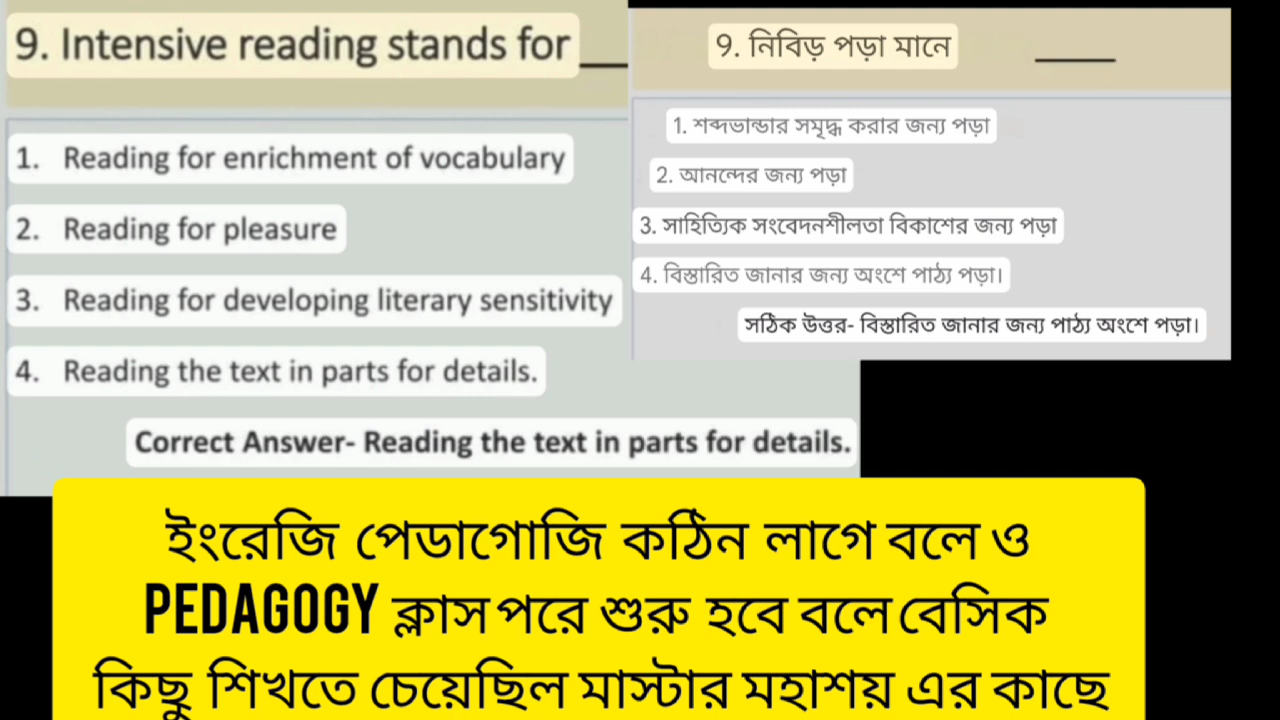 9. Intensive reading stands for ___
1. Reading for enrichment of vocabulary
2. Reading for pleasure
3. Reading for developing literary sensitivity
4. Reading the text in parts for details.
Correct Answer- Reading the text in parts for details.
9. নিবিড় পড়া মানে _____
1. শব্দভান্ডার সমৃদ্ধ করার জন্য পড়া
2. আনন্দের জন্য পড়া
3. সাহিত্যিক সংবেদনশীলতা বিকাশের জন্য পড়া
4. বিস্তারিত জানার জন্য অংশে পাঠ্য পড়া।
সঠিক উত্তর- বিস্তারিত জানার জন্য পাঠ্য অংশে পড়া।
ইংরেজি পেডাগোজি কঠিন লাগে বলে ও
PEDAGOGY ক্লাস পরে শুরু হবে বলে বেসিক
কিছু শিখতে চেয়েছিল মাস্টার মহাশয় এর কাছে